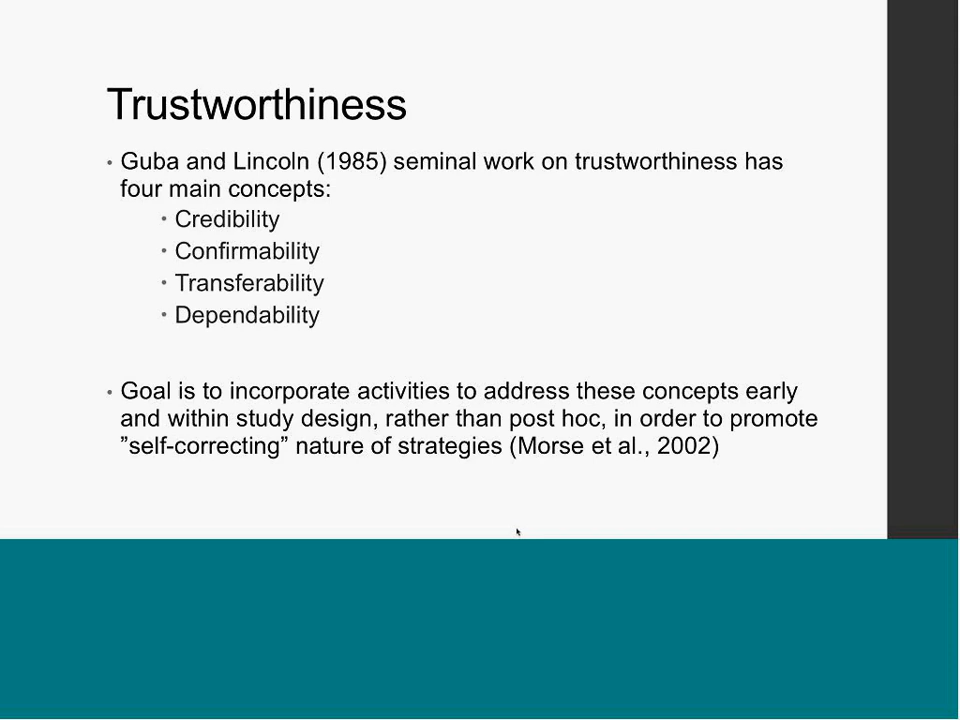 Trustworthiness
• Guba and Lincoln (1985) seminal work on trustworthiness has
four main concepts:
▪ Credibility
▪ Confirmability
▪ Transferability
▪ Dependability
• Goal is to incorporate activities to address these concepts early
and within study design, rather than post hoc, in order to promote
”self-correcting” nature of strategies (Morse et al., 2002)